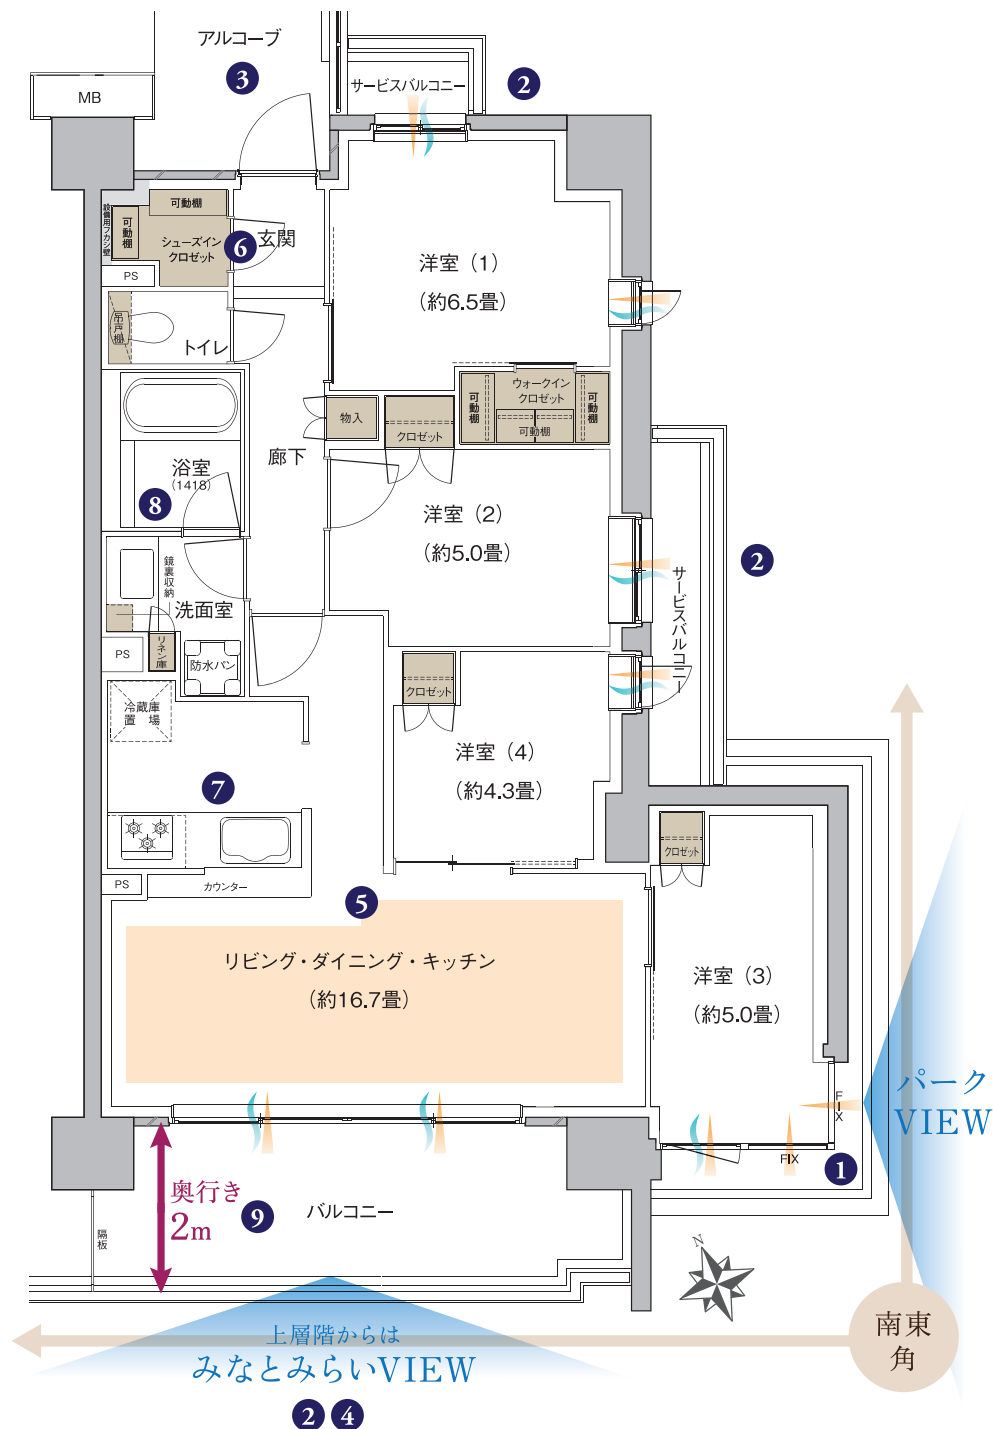 アルコーブ
3
MB
サービスバルコニー
2
可動棚
可動棚
設備用フカシ壁
シューズイン
クロゼット
6
玄関
PS
洋室（1）
（約6.5畳）
吊戸棚
トイレ
ウォークイン
クロゼット
可動棚
可動棚
可動棚
物入
クロゼット
廊下
浴室
（1418）
8
洋室（2）
（約5.0畳）
2
サービスバルコニー
鏡裏収納
洗面室
リネン庫
PS
防水パン
冷蔵庫
置場
クロゼット
洋室（4）
（約4.3畳）
7
クロゼット
PS
カウンター
5
リビング・ダイニング・キッチン
（約16.7畳）
洋室（3）
（約5.0畳）
FIX
FIX
1
パーク
VIEW
奥行き
2m
9
バルコニー
隔板
N
上層階からは
みなとみらいVIEW
2 4
南東
角